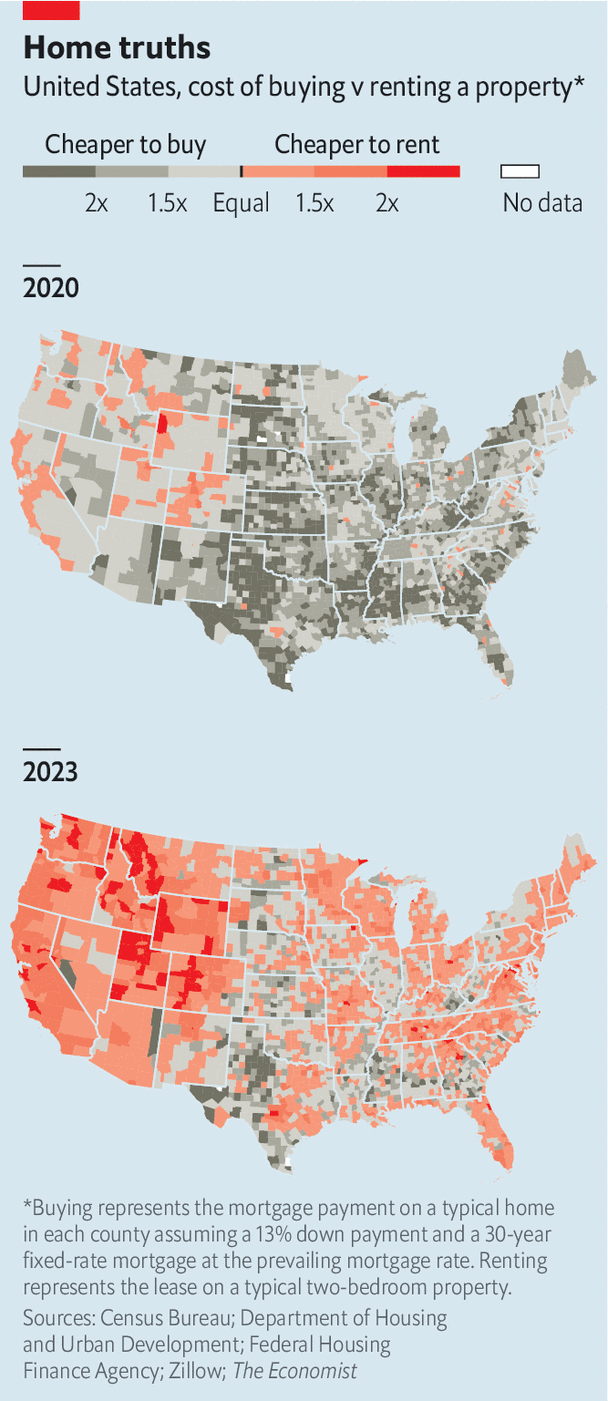 Home truths
United States, cost of buying v renting a property*
Cheaper to buy Cheaper to rent
2x 1.5x Equal 1.5x 2x No data
2020
2023
*Buying represents the mortgage payment on a typical home
in each county assuming a 13% down payment and a 30-year
fixed-rate mortgage at the prevailing mortgage rate. Renting
represents the lease on a typical two-bedroom property.
Sources: Census Bureau; Department of Housing
and Urban Development; Federal Housing
Finance Agency; Zillow; The Economist